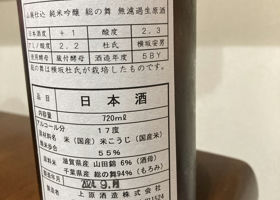 山廃仕込 純米吟醸 総の舞 無濾過生原酒
日本酒度 +1 酸度 2.3
アミノ酸度 2.2 杜氏 横坂安男
使用酵母 蔵付酵母 酒造年度 5BY
総の舞は横坂杜氏が栽培したものです。
品目 日本酒
内容量 720ml
アルコール分 17度
原材料名 米(国産)米こうじ(国産米)
精米歩合 55%
滋賀県産 山田錦 6%(酒母)
千葉県産 総の舞94%(もろみ)
製造年月 2024.9.月
上原酒造株式会社